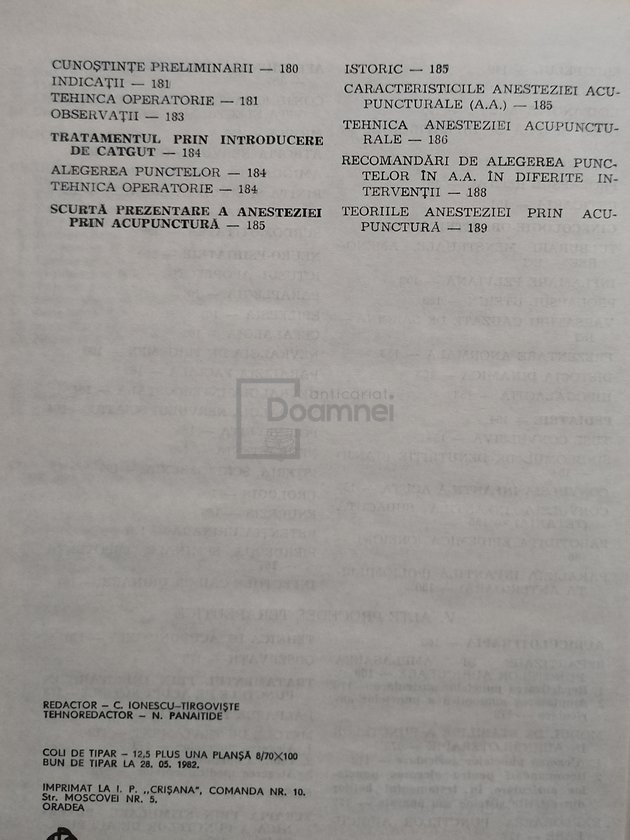 CUNOȘTINȚE PRELIMINARII — 180
INDICAȚII — 181
TEHINCA OPERATORIE — 181
OBSERVAȚII — 183
TRATAMENTUL PRIN INTRODUCERE
DE CATGUT — 184
ALEGEREA PUNCTELOR — 184
TEHNICA OPERATORIE — 184
SCURTĂ PREZENTARE A ANESTEZIEI
PRIN ACUPUNCTURĂ — 185
ISTORIC — 185
CARACTERISTICILE ANESTEZIEI ACU-
PUNCTURALE (A.A.) — 185
TEHNICA ANESTEZIEI ACUPUNCTU-
RALE — 186
RECOMANDĂRI DE ALEGEREA PUNC-
TELOR ÎN A.A. ÎN DIFERITE IN-
TERVENȚII — 188
TEORIILE ANESTEZIEI PRIN ACU-
PUNCTURĂ — 189
anticariat
Doamnei
REDACTOR – C. IONESCU–TIRGOVIȘTE
TEHNOREDACTOR – N. PANAITIDE
COLI DE TIPAR – 12,5 PLUS UNA PLANȘĂ 8/70×100
BUN DE TIPAR LA 28. 05. 1982.
IMPRIMAT LA I. P. „CRIȘANA", COMANDA NR. 10.
Str. MOSCOVEI NR. 5.
ORADEA